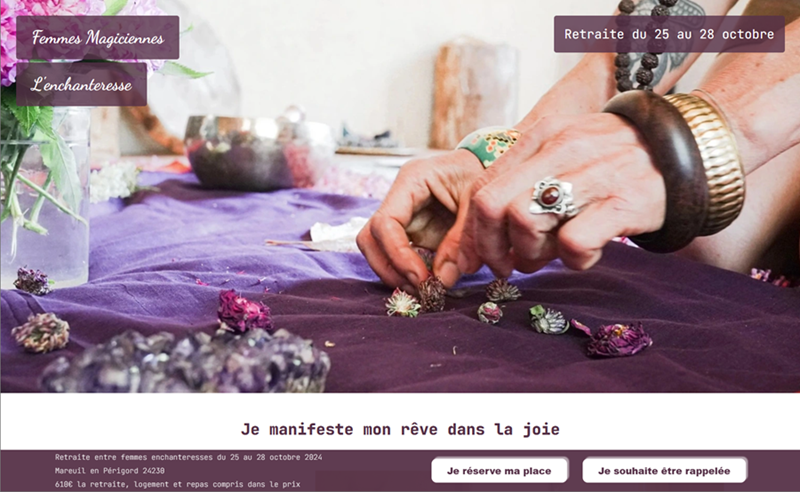 Femmes Magiciennes
Retraite du 25 au 28 octobre
L'enchanteresse
Je manifeste mon rêve dans la joie
Retraite entre femmes enchanteresses du 25 au 28 octobre 2024
Mareuil en Périgord 24230
610€ la retraite, logement et repas compris dans le prix
Je réserve ma place
Je souhaite être rappelée